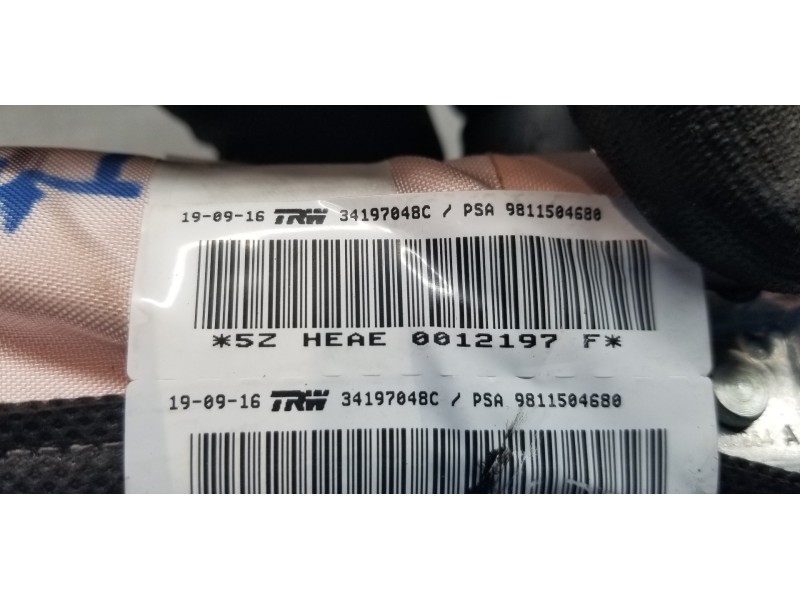 19-09-16 TRW 34197048C / PSA 9811504680
*5Z HEAE 0012197 F*
19-09-16 TRW 34197048C / PSA 9811504680